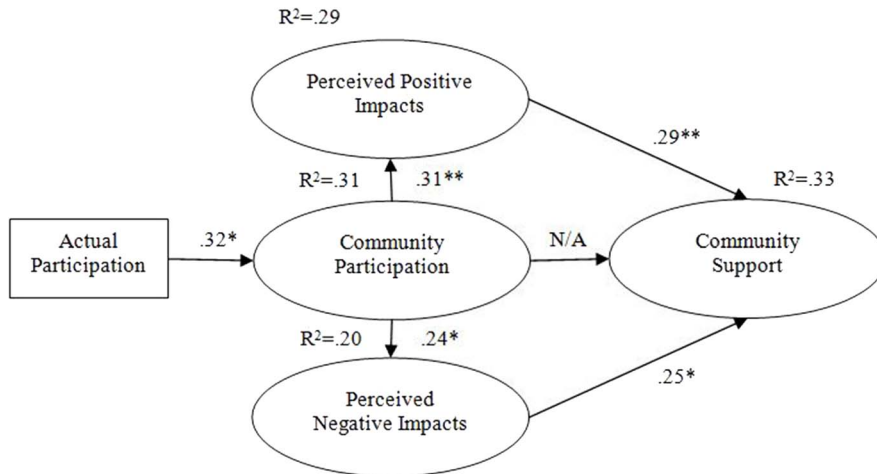 R²=.29
Perceived Positive
Impacts
.29**
R²=.31
.31**
R²=.33
Actual
Participation
.32*
Community
Participation
N/A
Community
Support
R²=.20
.24*
.25*
Perceived
Negative Impacts